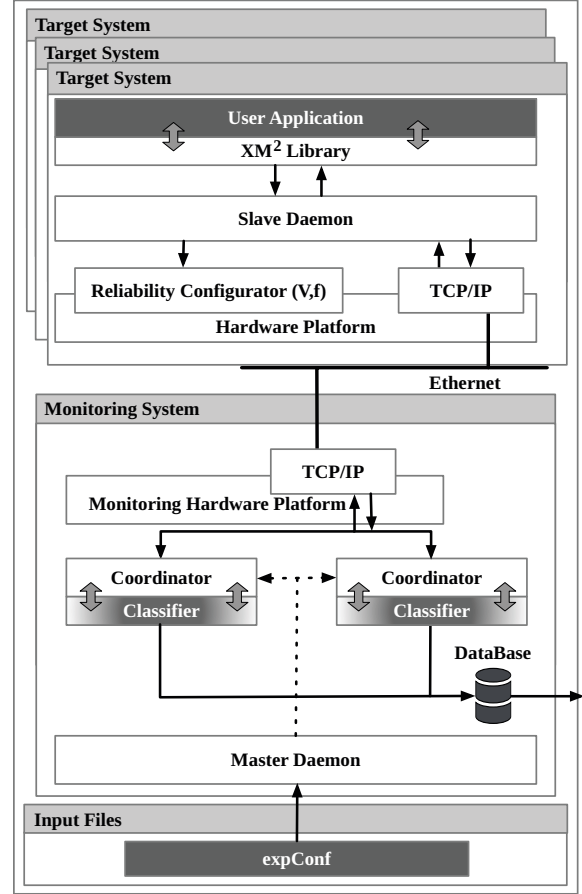 Target System
Target System
Target System
User Application
XM² Library
Slave Daemon
Reliability Configurator (V,f)
TCP/IP
Hardware Platform
Ethernet
Monitoring System
TCP/IP
Monitoring Hardware Platform
Coordinator
Coordinator
Classifier
Classifier
DataBase
Master Daemon
Input Files
expConf